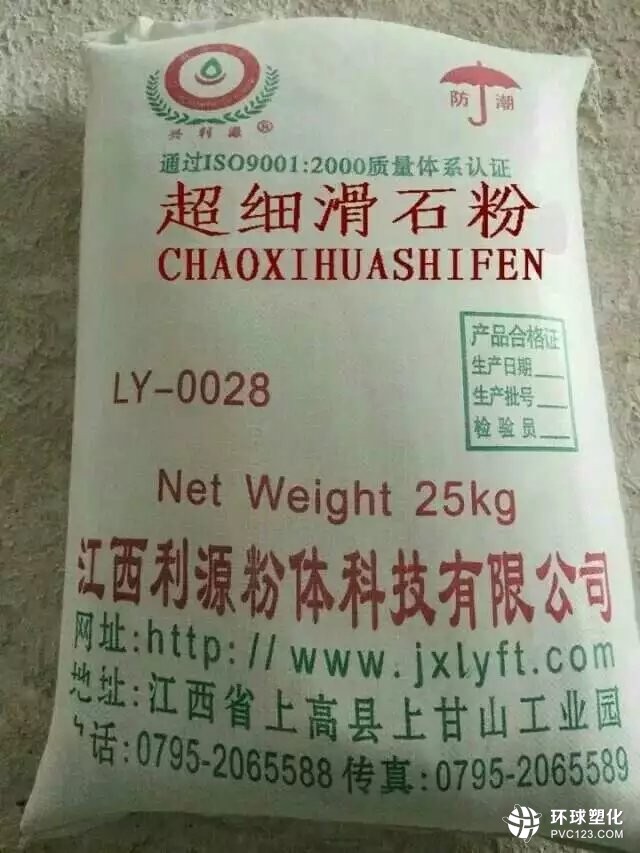 兴利源®
防潮
通过ISO9001:2000质量体系认证
超细滑石粉
CHAOXIHUASHIFEN
产品合格证
生产日期
生产批号
检验员
LY-0028
Net Weight 25kg
江西利源粉体科技有限公司
网址:http://www.jxlyft.com
地址:江西省上高县上甘山工业园
话:0795-2065588 传真:0795-2065589
环球塑化
PVC123.COM